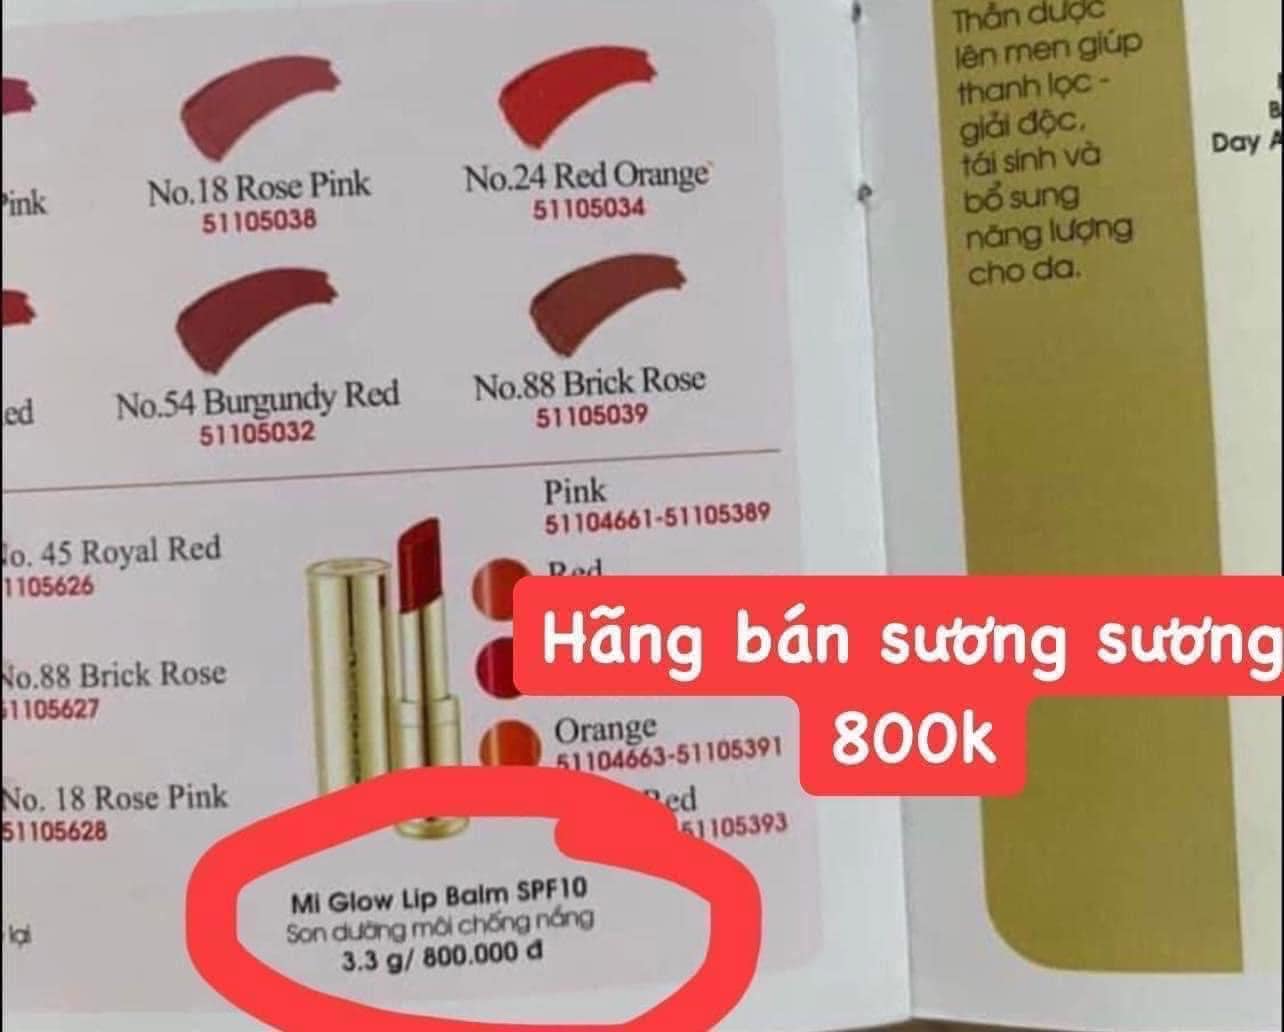 No.18 Rose Pink
51105038
No.24 Red Orange
51105034
No.54 Burgundy Red
51105032
No.88 Brick Rose
51105039
45 Royal Red
1105626
No.88 Brick Rose
51105627
No. 18 Rose Pink
51105628
lại
Pink
51104661-51105389
Red
Orange
51104663-51105391
Red
51105393
Mi Glow Lip Balm SPF10
Son dưỡng môi chống nắng
3.3 g/ 800.000 đ
Hãng bán sương sương
800k
Thần dược
lên men giúp
thanh lọc -
giải độc,
tái sinh và
bổ sung
năng lượng
cho da.
Day